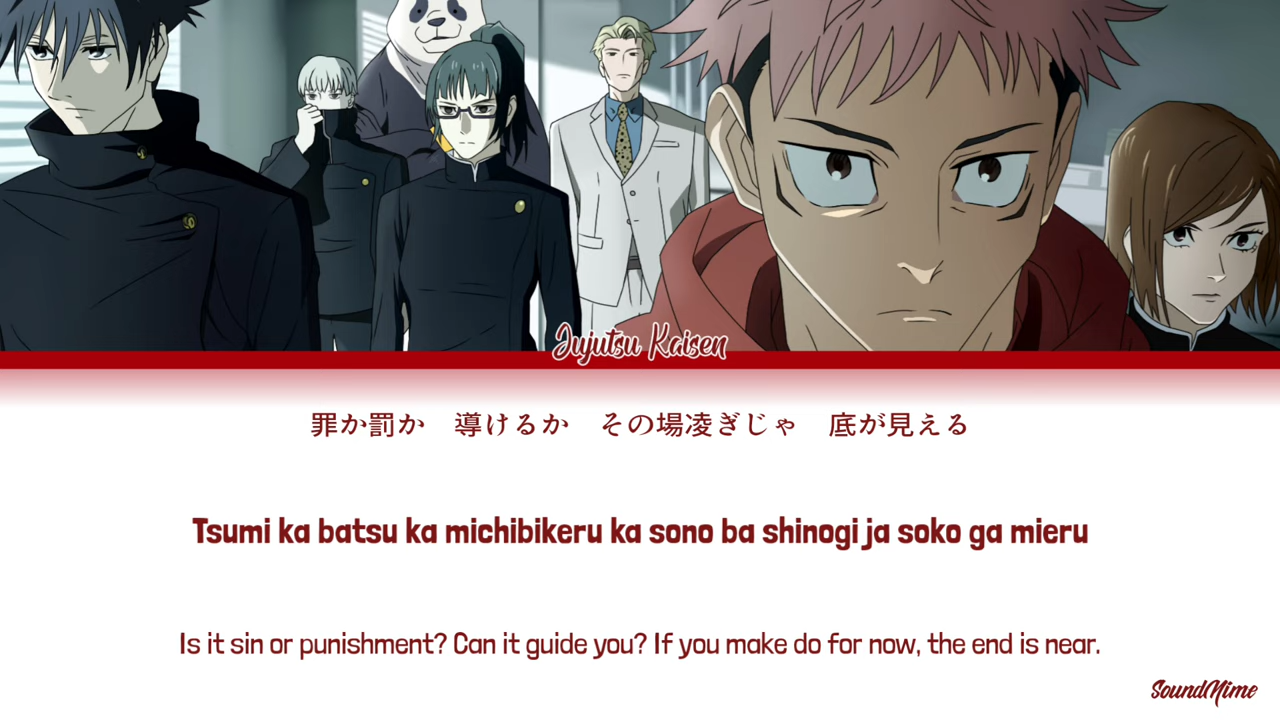 Jujutsu Kaisen
罪か罰か　導けるか　その場凌ぎじゃ　底が見える
Tsumi ka batsu ka michibikeru ka sono ba shinogi ja soko ga mieru
Is it sin or punishment? Can it guide you? If you make do for now, the end is near.
SoundNime